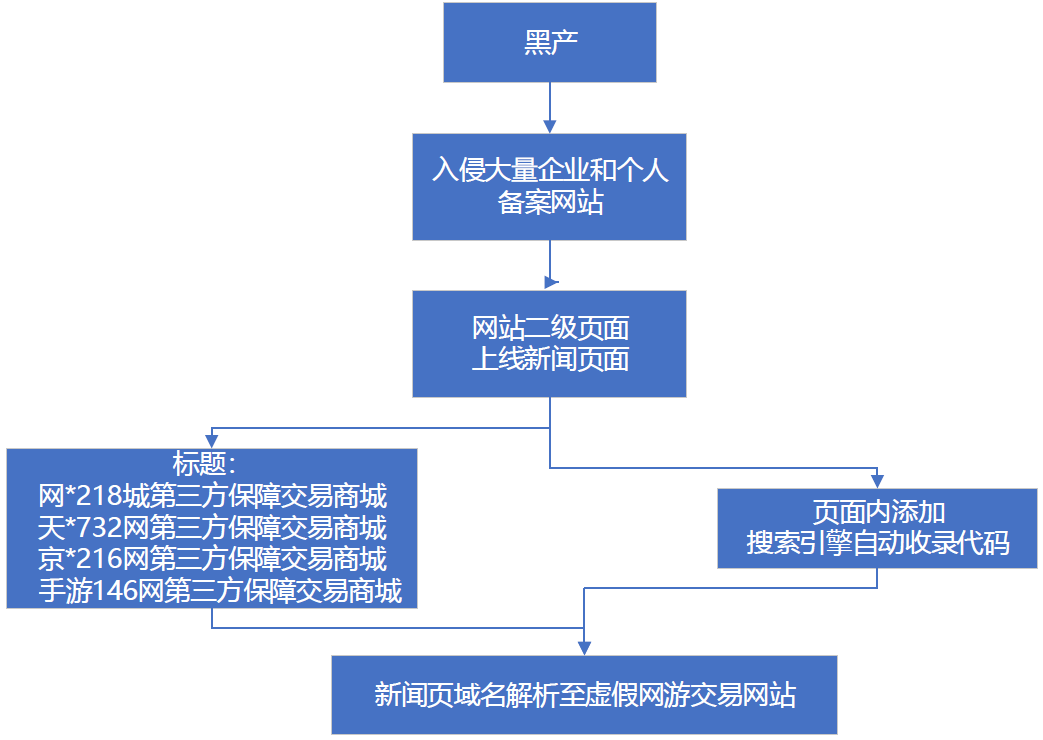 黑产
入侵大量企业和个人
备案网站
网站二级页面
上线新闻页面
标题：
网*218城第三方保障交易商城
天*732网第三方保障交易商城
京*216网第三方保障交易商城
手游146网第三方保障交易商城
页面内添加
搜索引擎自动收录代码
新闻页域名解析至虚假网游交易网站